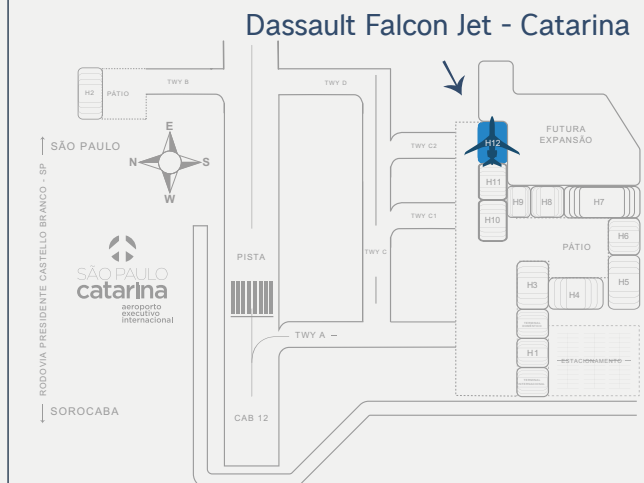 Dassault Falcon Jet - Catarina
H2
PÁTIO
TWY B
TWY D
SÃO PAULO
E
N
S
W
RODOVIA PRESIDENTE CASTELLO BRANCO - SP
SOROCABA
SÃO PAULO
catarina
aeroporto
executivo
internacional
PISTA
CAB 12
TWY A
TWY C
TWY C2
TWY C1
H12
FUTURA
EXPANSÃO
H11
H10
H9
H8
H7
H6
PÁTIO
H5
H4
H3
H1
ESTACIONAMENTO